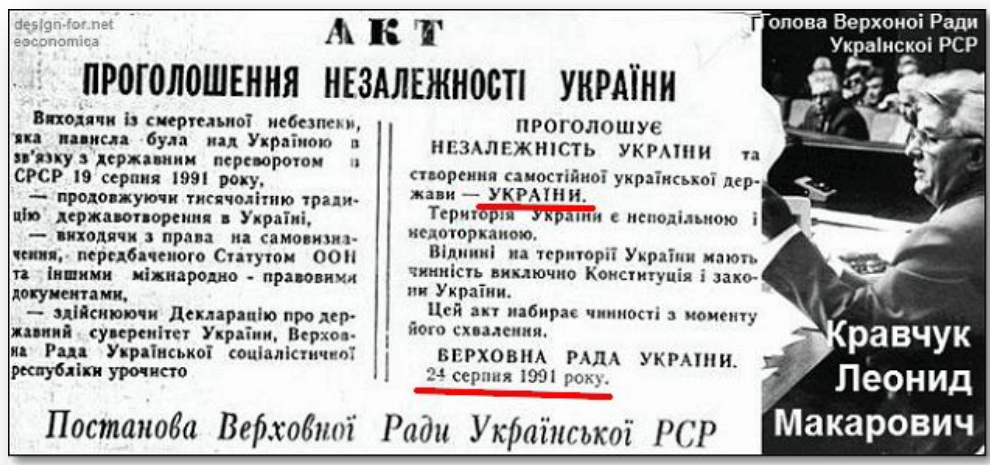 design-for.net
eoconomica
АКТ
ПРОГОЛОШЕННЯ НЕЗАЛЕЖНОСТІ УКРАЇНИ
Виходячи із смертельної небезпеки,
яка нависла була над Україною в
зв'язку з державним переворотом в
СРСР 19 серпня 1991 року,
— продовжуючи тисячолітню тради-
цію державотворення в Україні,
— виходячи з права на самовизна-
чення, передбаченого Статутом ООН
та іншими міжнародно - правовими
документами,
— здійснюючи Декларацію про дер-
жавний суверенітет України, Верхов-
на Рада Української соціалістичної
республіки урочисто
ПРОГОЛОШУЄ
НЕЗАЛЕЖНІСТЬ УКРАЇНИ та
створення самостійної української дер-
жави — УКРАЇНИ.
Територія України є неподільною і
недоторканою.
Віднині на території України мають
чинність виключно Конституція і зако-
ни України.
Цей акт набирає чинності з моменту
його схвалення.
ВЕРХОВНА РАДА УКРАЇНИ.
24 серпня 1991 року.
Постанова Верховної Ради Української РСР
Голова Верхоної Ради
Української РСР
Кравчук
Леонид
Макарович